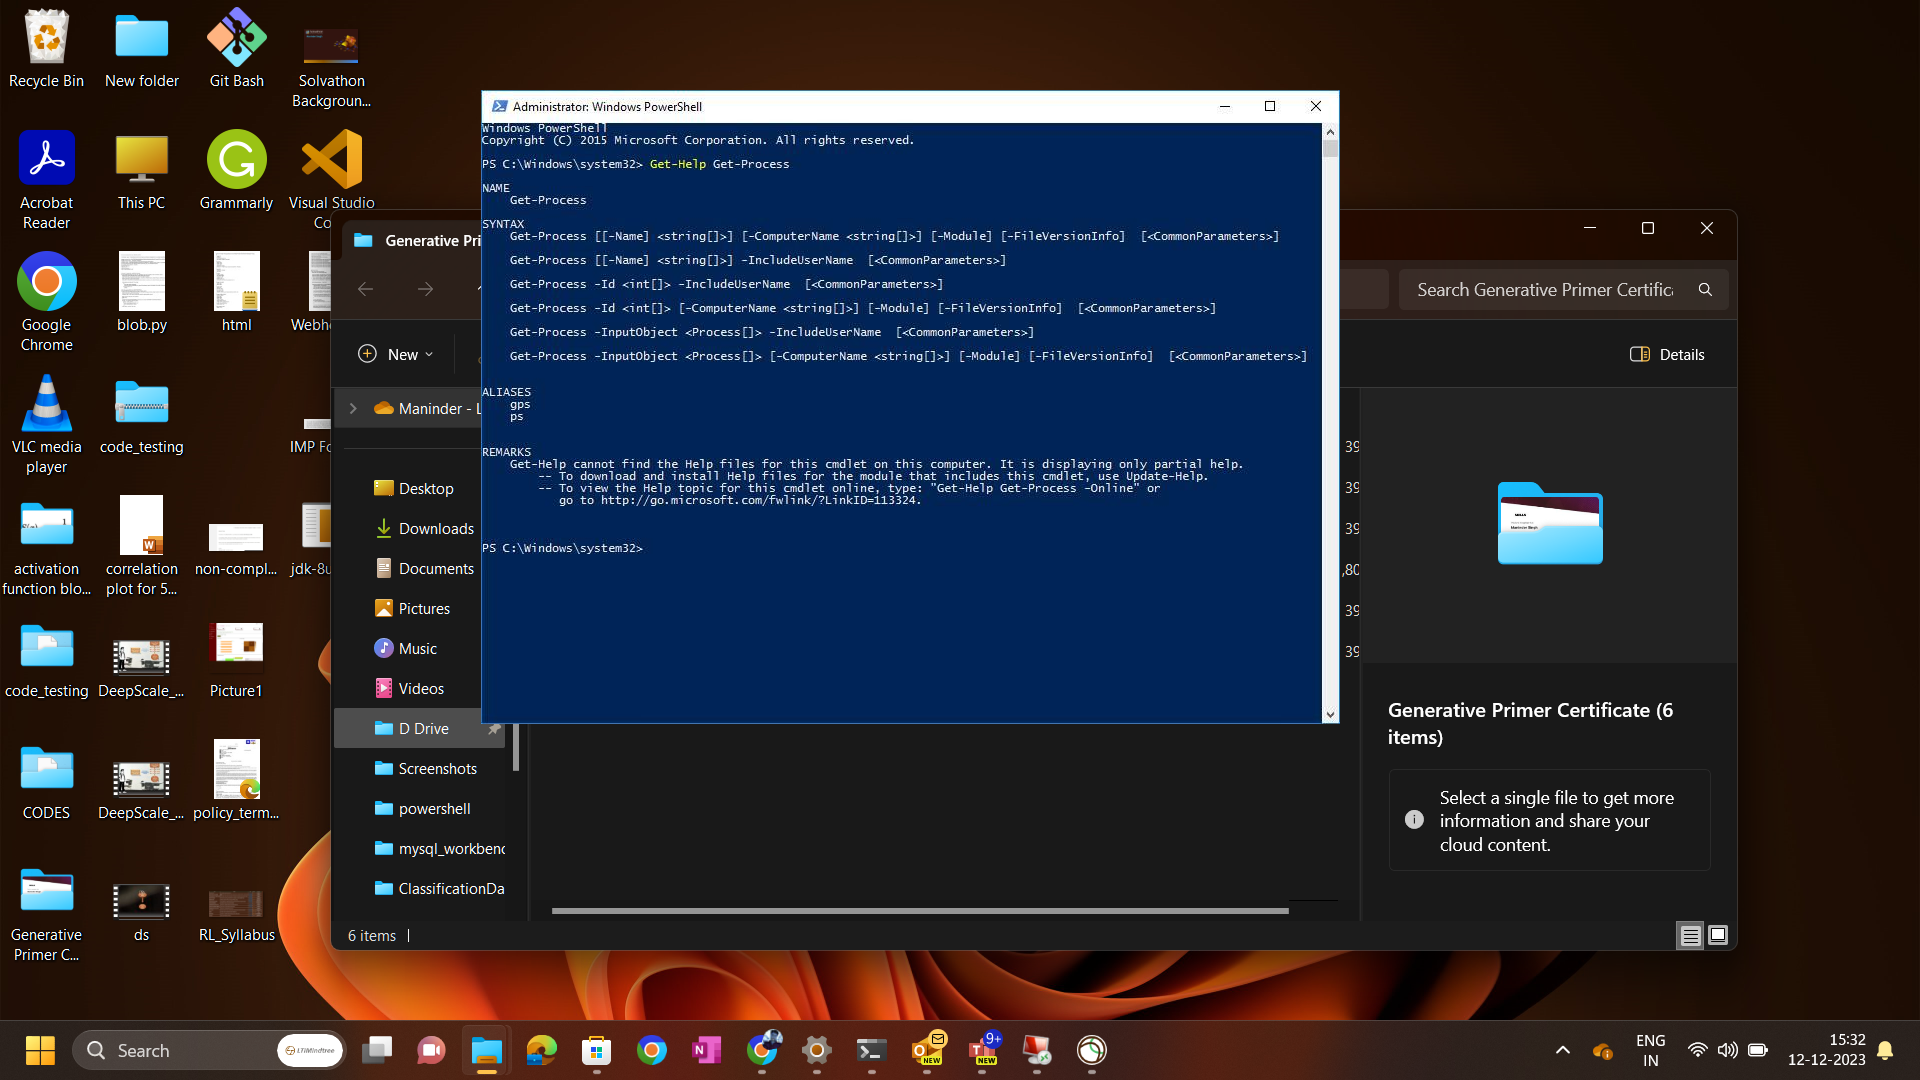 Recycle Bin
New folder
Git Bash
Solvathon
Backgroun...
Acrobat
Reader
This PC
Grammarly
Visual Studio
Co
Google
Chrome
blob.py
html
Webh
VLC media
player
code_testing
IMP Fo
activation
function blo...
correlation
plot for 5...
non-compl...
jdk-8u
code_testing
DeepScale_...
Picture1
CODES
DeepScale_...
policy_term...
Generative
Primer C...
ds
RL_Syllabus
Administrator: Windows PowerShell
Windows PowerShell
Copyright (C) 2015 Microsoft Corporation. All rights reserved.
PS C:\Windows\system32> Get-Help Get-Process
NAME
Get-Process
SYNTAX
Get-Process [[-Name] <string[]>] [-ComputerName <string[]>] [-Module] [-FileVersionInfo]  [<CommonParameters>]
Get-Process [[-Name] <string[]>] -IncludeUserName  [<CommonParameters>]
Get-Process -Id <int[]> -IncludeUserName  [<CommonParameters>]
Get-Process -Id <int[]> [-ComputerName <string[]>] [-Module] [-FileVersionInfo]  [<CommonParameters>]
Get-Process -InputObject <Process[]> -IncludeUserName  [<CommonParameters>]
Get-Process -InputObject <Process[]> [-ComputerName <string[]>] [-Module] [-FileVersionInfo]  [<CommonParameters>]
ALIASES
gps
ps
REMARKS
Get-Help cannot find the Help files for this cmdlet on this computer. It is displaying only partial help.
-- To download and install Help files for the module that includes this cmdlet, use Update-Help.
-- To view the Help topic for this cmdlet online, type: "Get-Help Get-Process -Online" or
go to http://go.microsoft.com/fwlink/?LinkID=113324.
PS C:\Windows\system32>
Generative Pri
Search Generative Primer Certific
New
Details
Maninder - L
Desktop
Downloads
Documents
Pictures
Music
Videos
D Drive
Screenshots
powershell
mysql_workbenc
ClassificationDa
39
39
39
,80
39
39
Generative Primer Certificate (6
items)
Select a single file to get more
information and share your
cloud content.
6 items
Search
LTIMindtree
NEW
9+
NEW
ENG
IN
15:32
12-12-2023